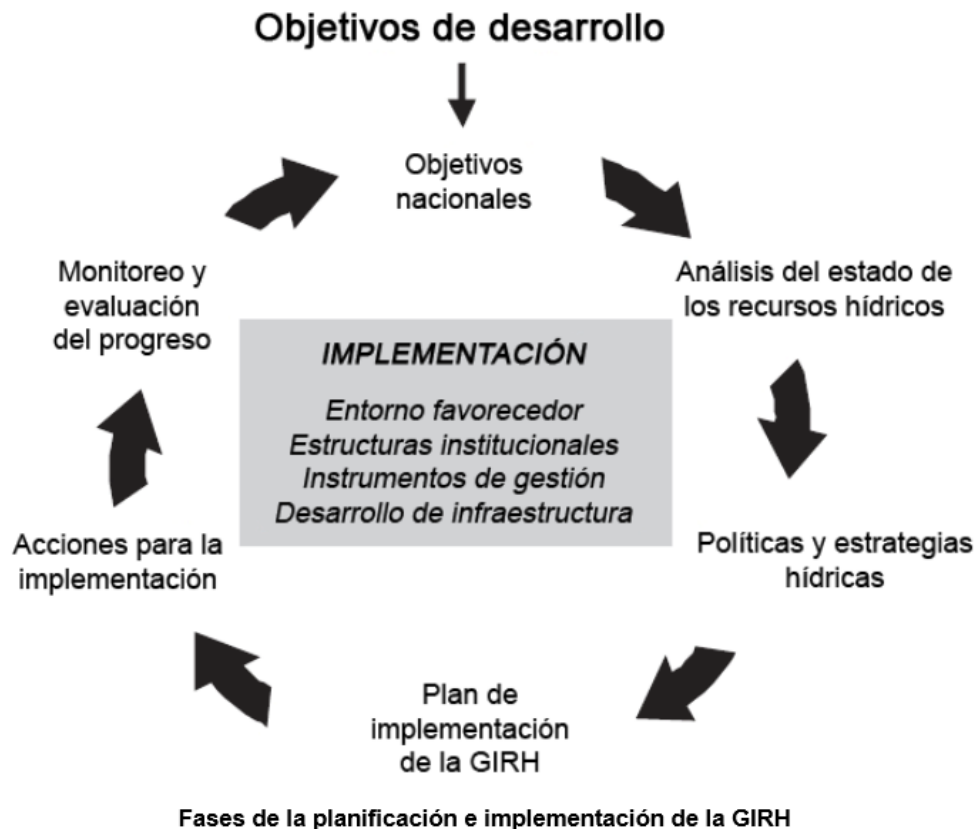 Objetivos de desarrollo
Objetivos
nacionales
Análisis del estado de
los recursos hídricos
Políticas y estrategias
hídricas
Plan de
implementación
de la GIRH
Acciones para la
implementación
Monitoreo y
evaluación
del progreso
IMPLEMENTACIÓN
Entorno favorecedor
Estructuras institucionales
Instrumentos de gestión
Desarrollo de infraestructura
Fases de la planificación e implementación de la GIRH